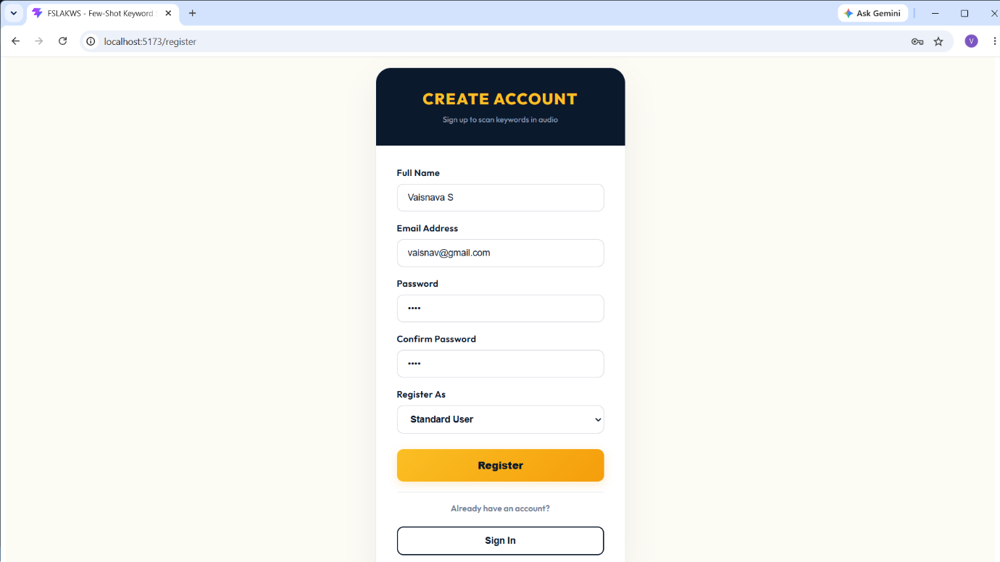 FSLAKWS - Few-Shot Keyword
Ask Gemini
localhost:5173/register
V
CREATE ACCOUNT
Sign up to scan keywords in audio
Full Name
Vaisnava S
Email Address
vaisnav@gmail.com
Password
••••
Confirm Password
••••
Register As
Standard User
Register
Already have an account?
Sign In